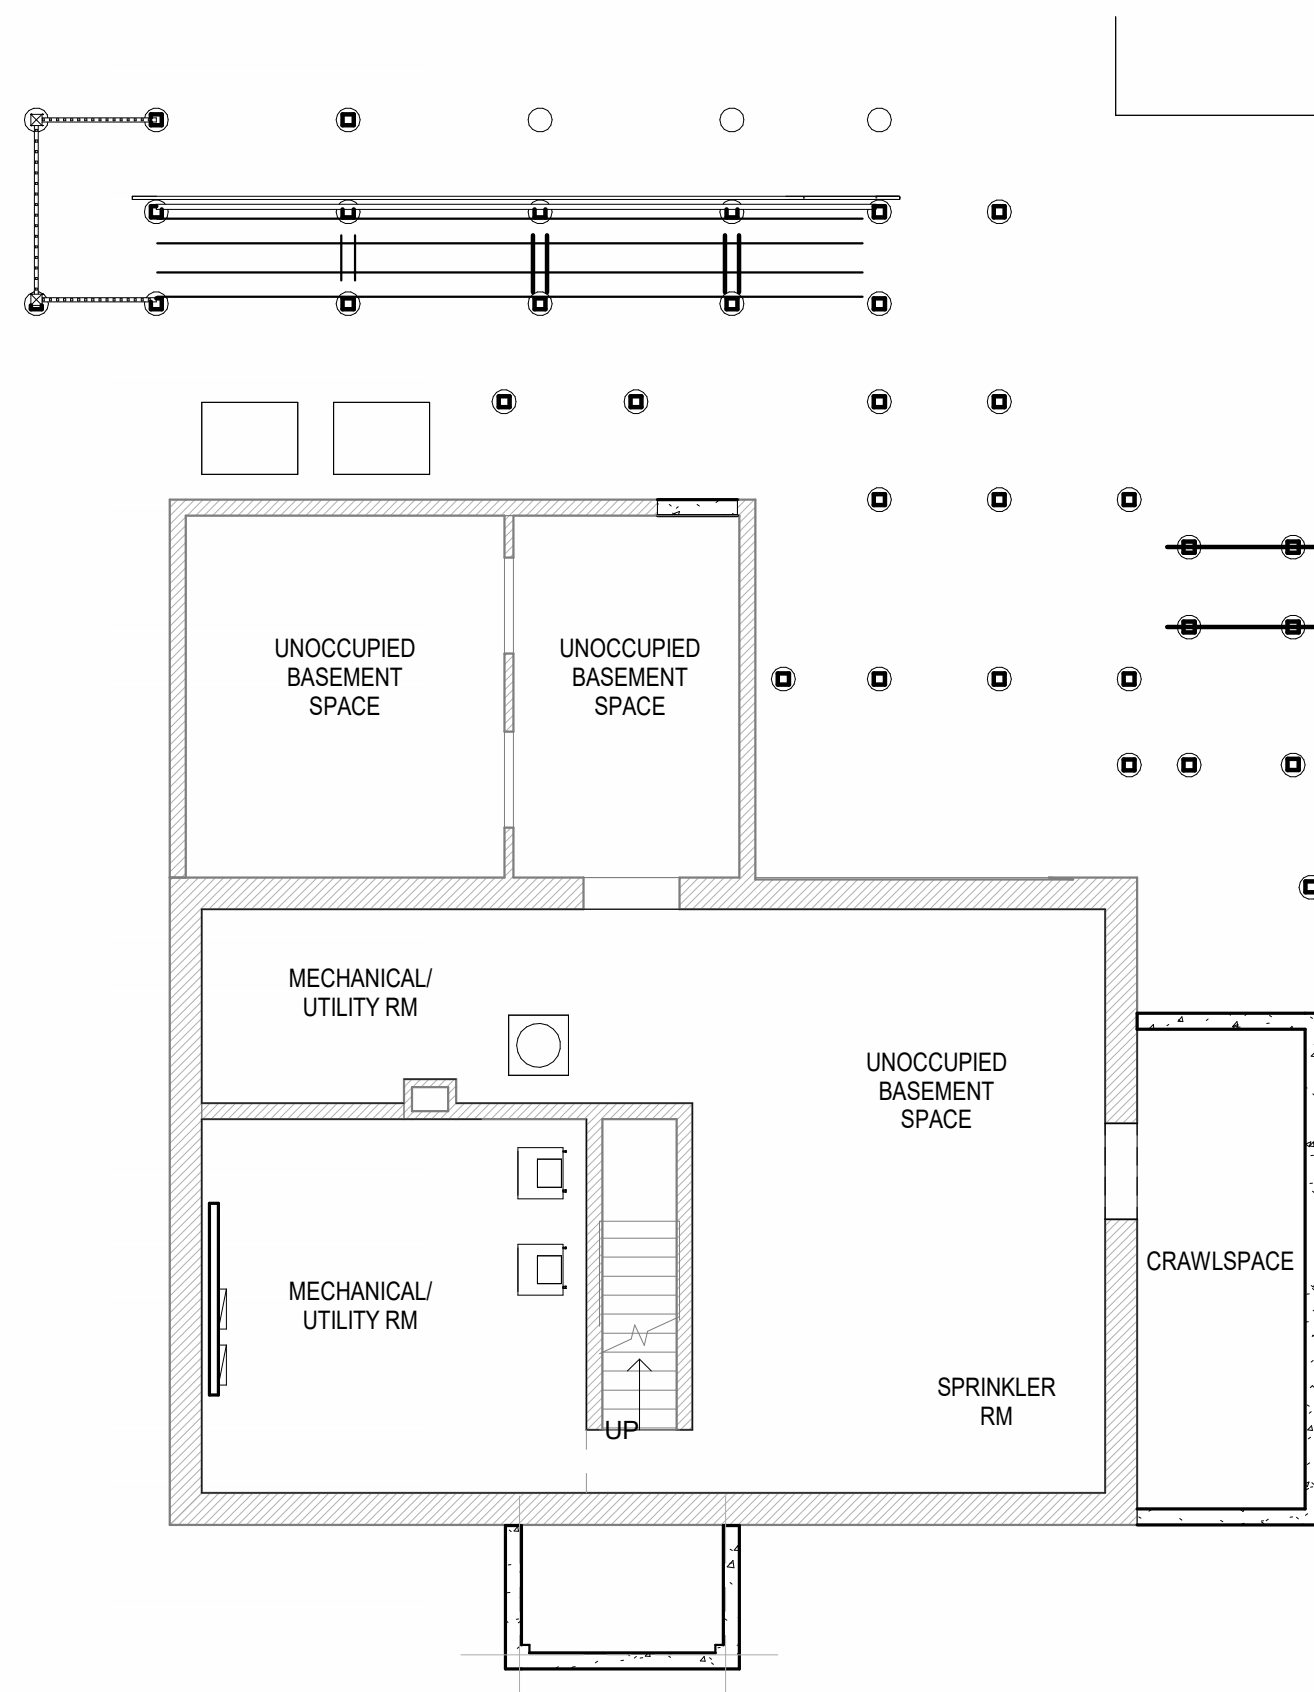 UNOCCUPIED
BASEMENT
SPACE
UNOCCUPIED
BASEMENT
SPACE
MECHANICAL/
UTILITY RM
UNOCCUPIED
BASEMENT
SPACE
CRAWLSPACE
MECHANICAL/
UTILITY RM
SPRINKLER
RM
UP